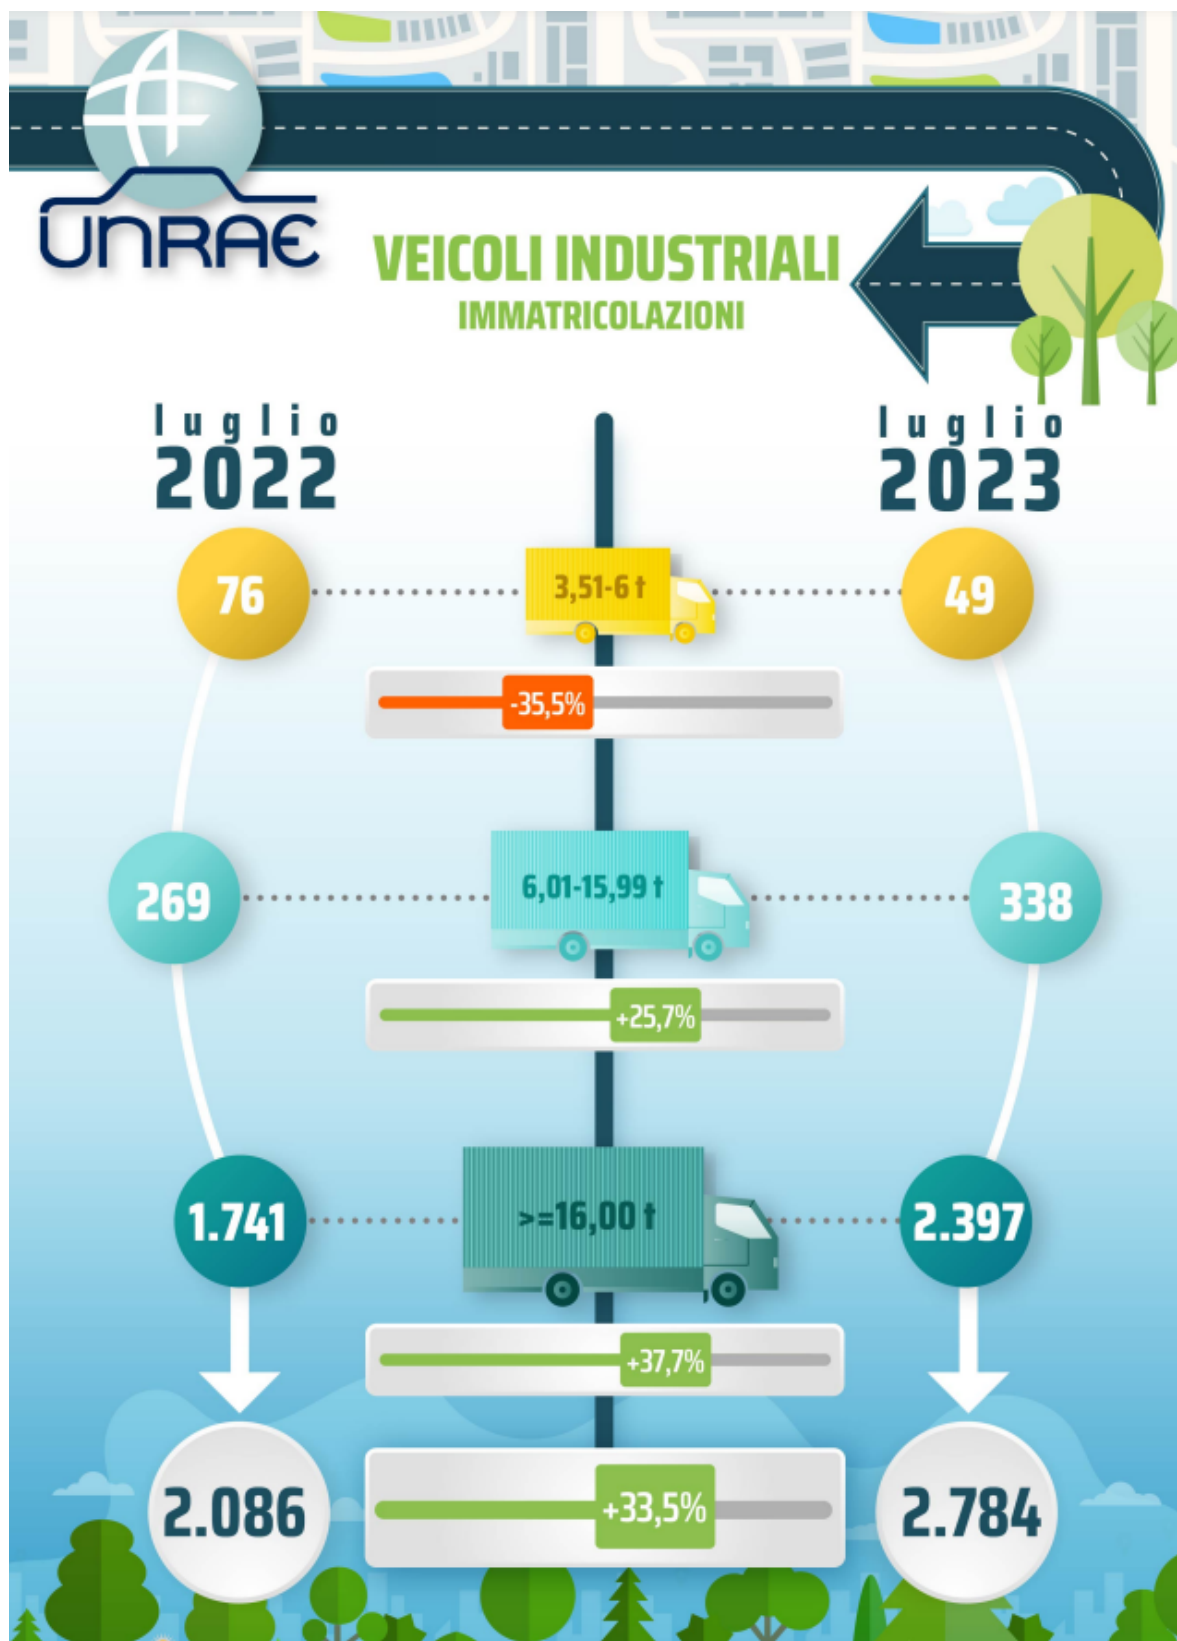 UNRAE
VEICOLI INDUSTRIALI
IMMATRICOLAZIONI
luglio
2022
luglio
2023
76
3,51-6 t
49
-35,5%
269
6,01-15,99 t
338
+25,7%
1.741
>=16,00 t
2.397
+37,7%
2.086
+33,5%
2.784